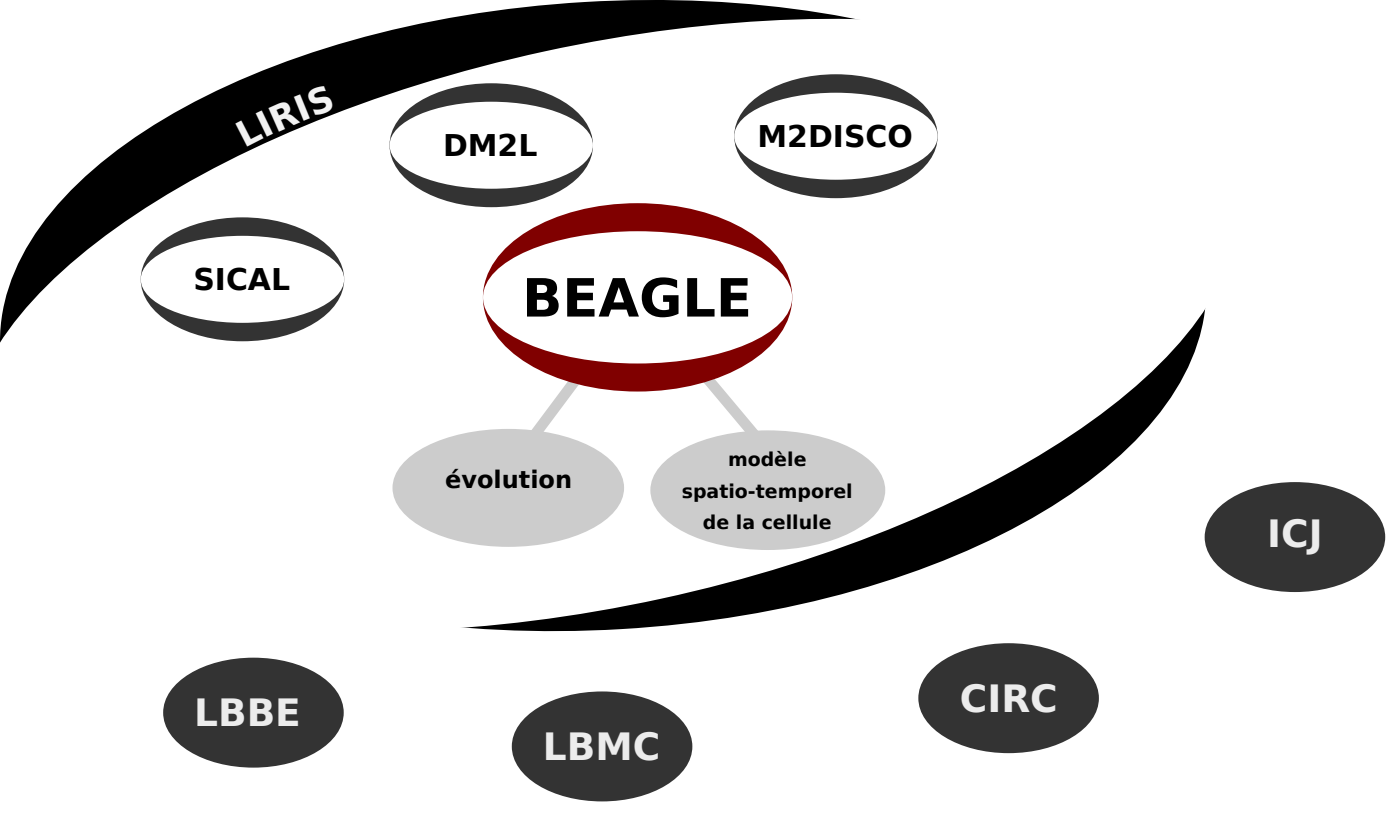 LIRIS
DM2L
M2DISCO
SICAL
BEAGLE
évolution
modèle
spatio-temporel
de la cellule
ICJ
LBBE
LBMC
CIRC